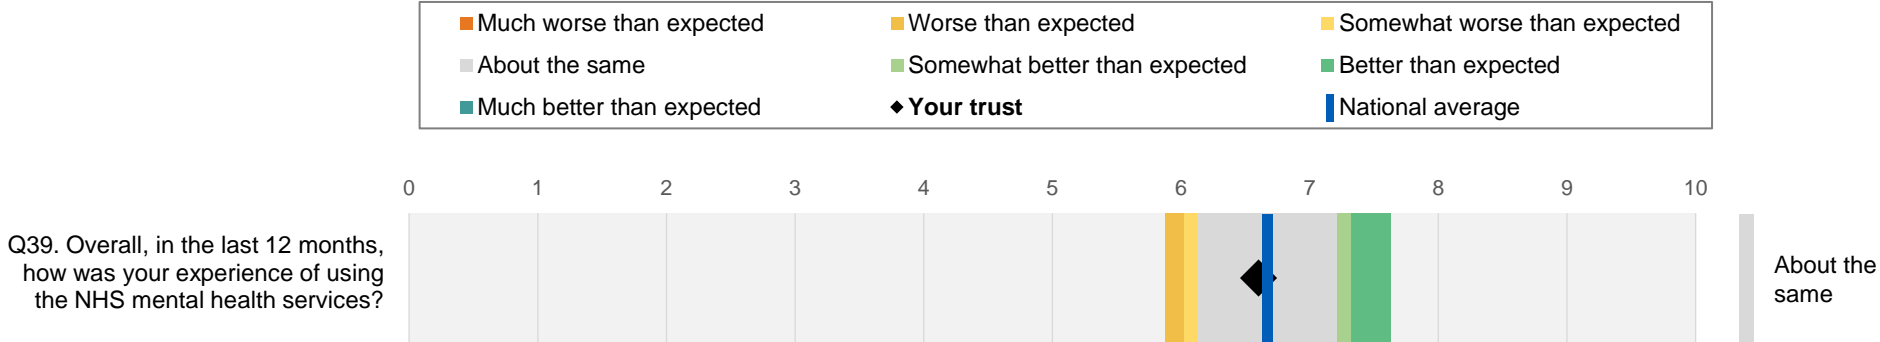 Much worse than expected
Worse than expected
Somewhat worse than expected
About the same
Somewhat better than expected
Better than expected
Much better than expected
Your trust
National average
0 1 2 3 4 5 6 7 8 9 10
Q39. Overall, in the last 12 months,
how was your experience of using
the NHS mental health services?
About the
same